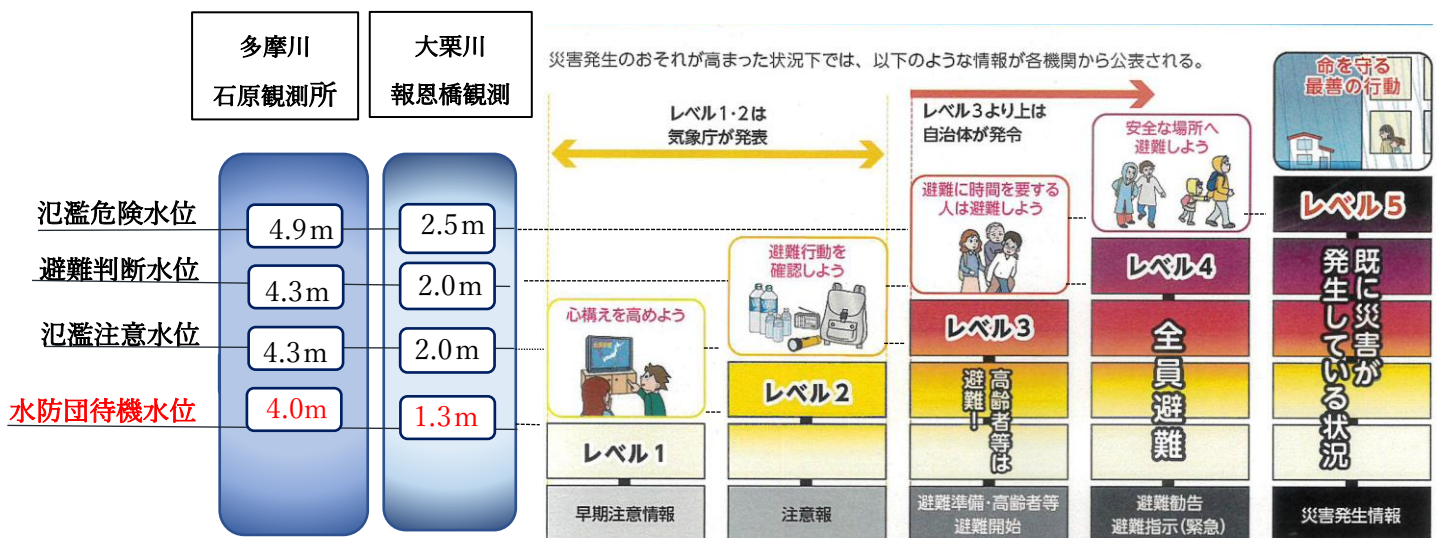 多摩川
石原観測所
大栗川
報恩橋観測
氾濫危険水位
4.9m
2.5m
避難判断水位
4.3m
2.0m
氾濫注意水位
4.3m
2.0m
水防団待機水位
4.0m
1.3m
災害発生のおそれが高まった状況下では、以下のような情報が各機関から公表される。
レベル1・2は
気象庁が発表
レベル3より上は
自治体が発令
心構えを高めよう
レベル1
早期注意情報
避難行動を
確認しよう
レベル2
注意報
避難に時間を要する
人は避難しよう
レベル3
高齢者等は
避難!
避難準備・高齢者等
避難開始
安全な場所へ
避難しよう
レベル4
全員避難
避難勧告
避難指示(緊急)
命を守る
最善の行動
レベル5
既に災害が
発生している状況
災害発生情報